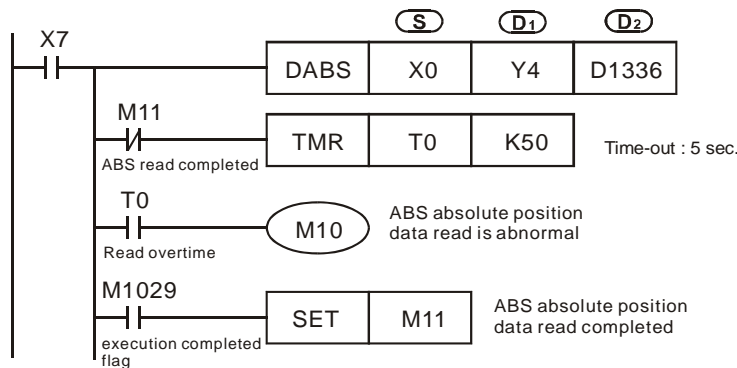 S D1 D2
X7
DABS X0 Y4 D1336
M11
TMR T0 K50 Time-out : 5 sec.
ABS read completed
T0
M10 ABS absolute position
data read is abnormal
Read overtime
M1029
SET M11 ABS absolute position
data read completed
execution completed
flag